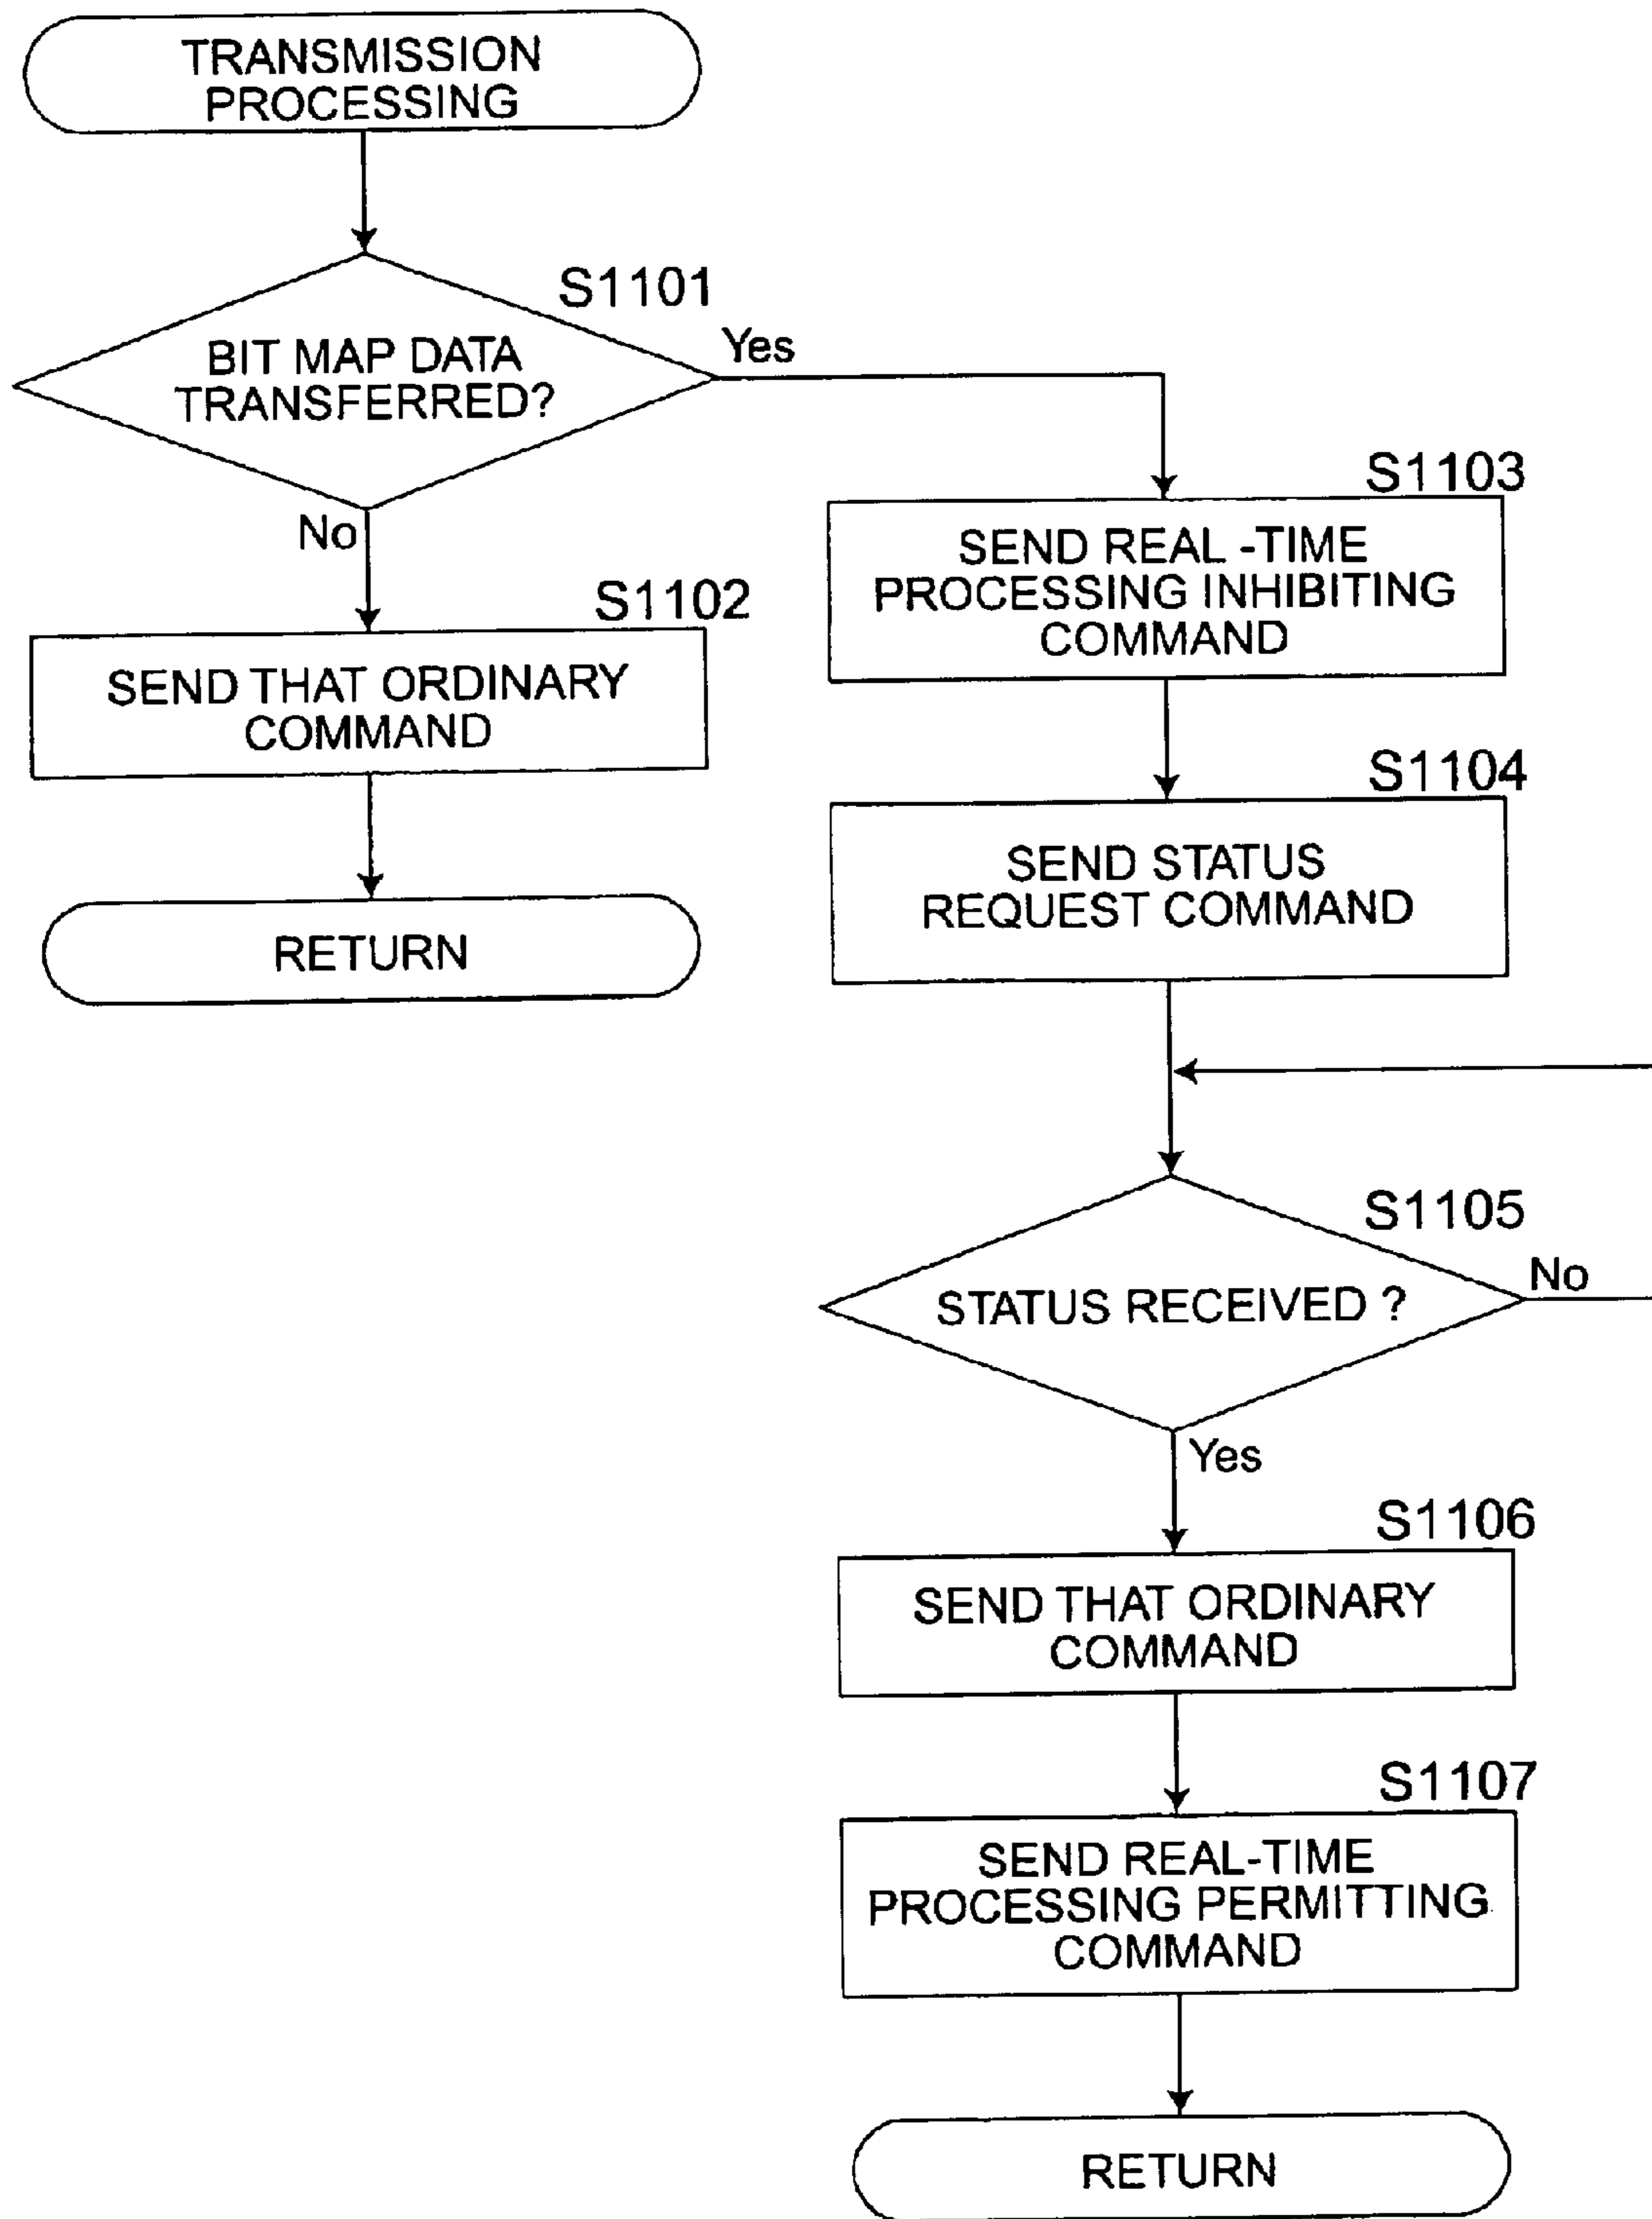 TRANSMISSION
PROCESSING
S1101
BIT MAP DATA
TRANSFERRED?
Yes
No
S1102
SEND THAT ORDINARY
COMMAND
RETURN
S1103
SEND REAL -TIME
PROCESSING INHIBITING
COMMAND
S1104
SEND STATUS
REQUEST COMMAND
S1105
STATUS RECEIVED ?
No
Yes
S1106
SEND THAT ORDINARY
COMMAND
S1107
SEND REAL-TIME
PROCESSING PERMITTING
COMMAND
RETURN